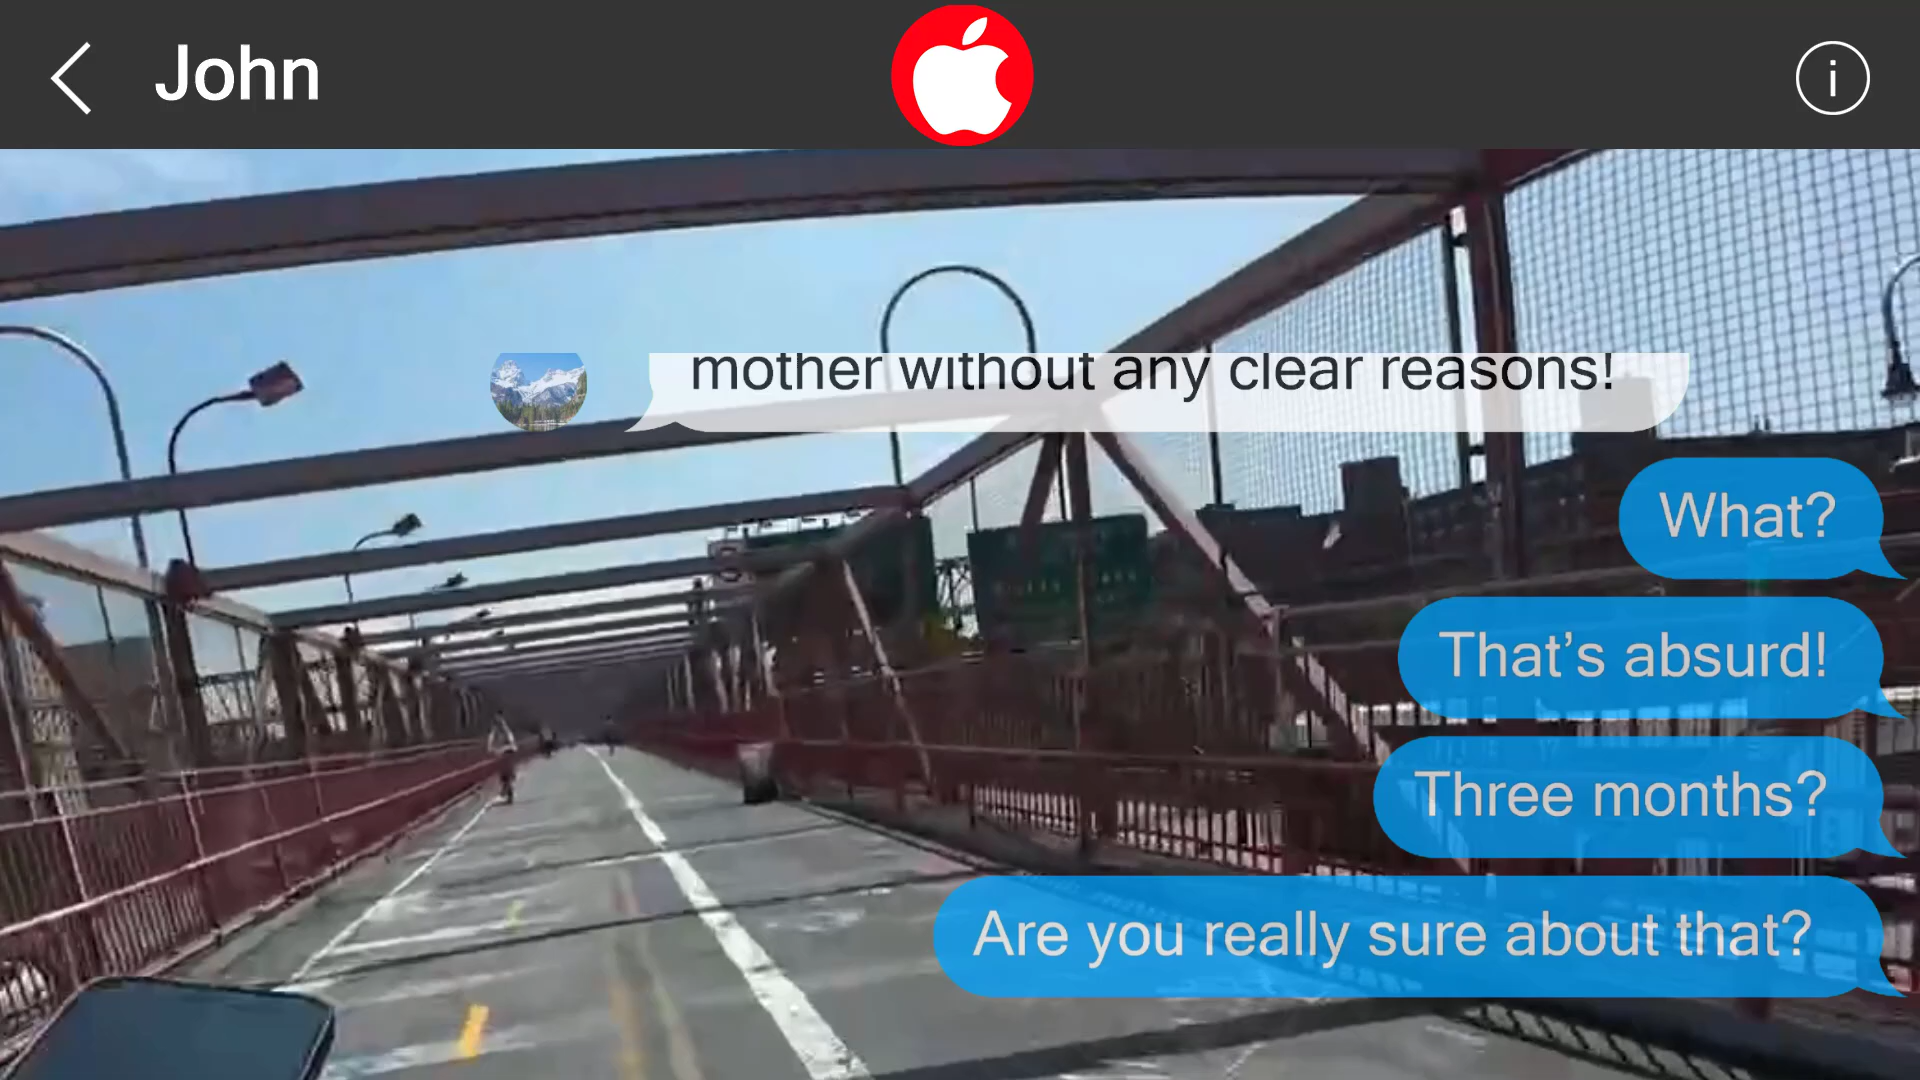 John
mother without any clear reasons!
What?
That’s absurd!
Three months?
Are you really sure about that?